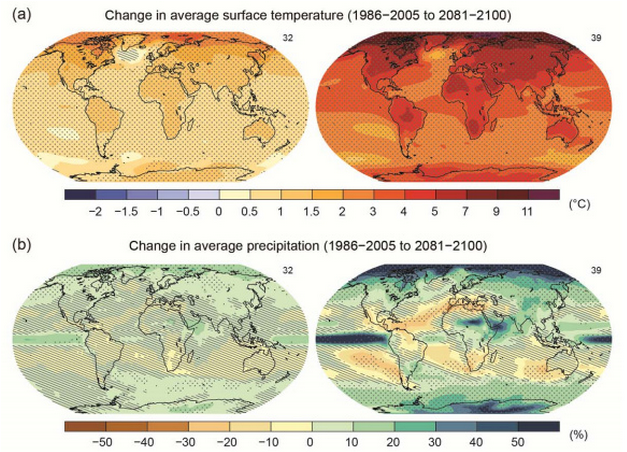 (a) Change in average surface temperature (1986−2005 to 2081−2100)
32 39
−2 −1.5 −1 −0.5 0 0.5 1 1.5 2 3 4 5 7 9 11 (°C)
(b) Change in average precipitation (1986−2005 to 2081−2100)
32 39
−50 −40 −30 −20 −10 0 10 20 30 40 50 (%)